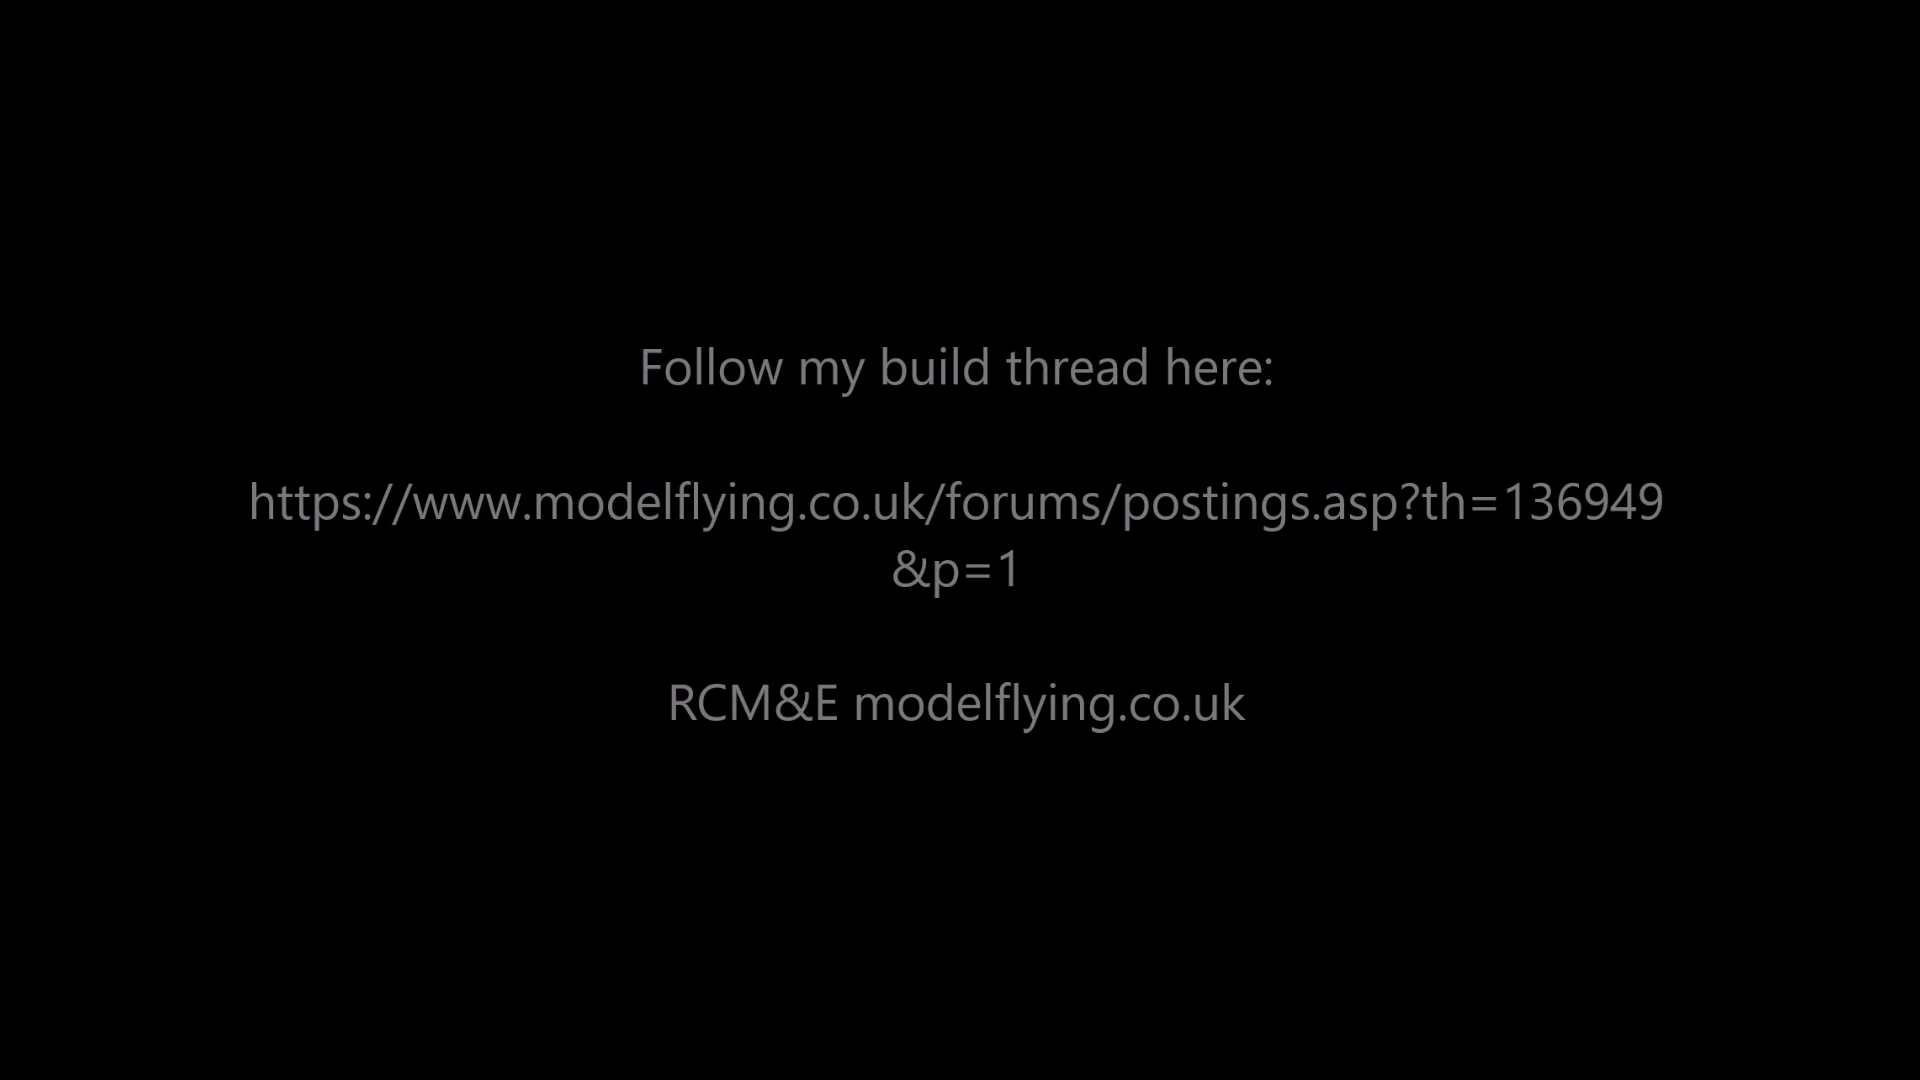 Follow my build thread here:
https://www.modelflying.co.uk/forums/postings.asp?th=136949
&p=1
RCM&E modelflying.co.uk